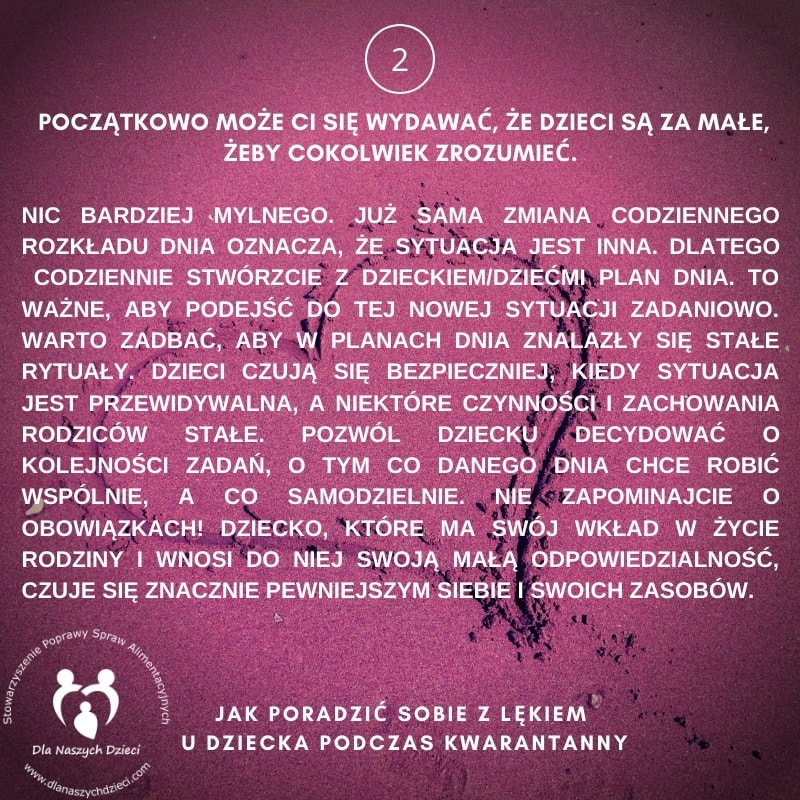 2
POCZĄTKOWO MOŻE CI SIĘ WYDAWAĆ, ŻE DZIECI SĄ ZA MAŁE,
ŻEBY COKOLWIEK ZROZUMIEĆ.
NIC BARDZIEJ MYLNEGO. JUŻ SAMA ZMIANA CODZIENNEGO
ROZKŁADU DNIA OZNACZA, ŻE SYTUACJA JEST INNA. DLATEGO
CODZIENNIE STWÓRZCIE Z DZIECKIEM/DZIEĆMI PLAN DNIA. TO
WAŻNE, ABY PODEJŚĆ DO TEJ NOWEJ SYTUACJI ZADANIOWO.
WARTO ZADBAĆ, ABY W PLANACH DNIA ZNALAZŁY SIĘ STAŁE
RYTUAŁY. DZIECI CZUJĄ SIĘ BEZPIECZNIEJ, KIEDY SYTUACJA
JEST PRZEWIDYWALNA, A NIEKTÓRE CZYNNOŚCI I ZACHOWANIA
RODZICÓW STAŁE. POZWÓL DZIECKU DECYDOWAĆ O
KOLEJNOŚCI ZADAŃ, O TYM CO DANEGO DNIA CHCE ROBIĆ
WSPÓLNIE, A CO SAMODZIELNIE. NIE ZAPOMINAJCIE O
OBOWIĄZKACH! DZIECKO, KTÓRE MA SWÓJ WKŁAD W ŻYCIE
RODZINY I WNOSI DO NIEJ SWOJĄ MAŁĄ ODPOWIEDZIALNOŚĆ,
CZUJE SIĘ ZNACZNIE PEWNIEJSZYM SIEBIE I SWOICH ZASOBÓW.
Stowarzyszenie Poprawy Spraw Alimentacyjnych
Dla Naszych Dzieci
www.dlanaszychdzieci.com
JAK PORADZIĆ SOBIE Z LĘKIEM
U DZIECKA PODCZAS KWARANTANNY